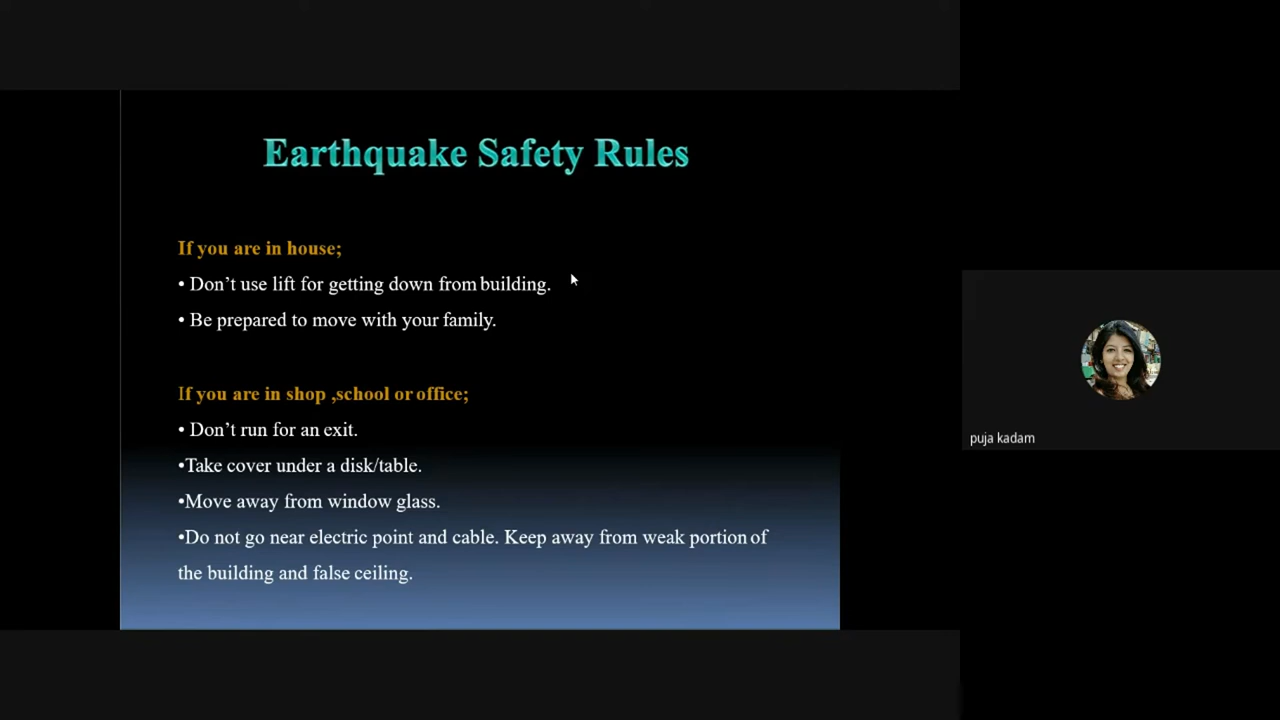 Earthquake Safety Rules
If you are in house;
• Don’t use lift for getting down from building.
• Be prepared to move with your family.
If you are in shop ,school or office;
• Don’t run for an exit.
•Take cover under a disk/table.
•Move away from window glass.
•Do not go near electric point and cable. Keep away from weak portion of
the building and false ceiling.
puja kadam